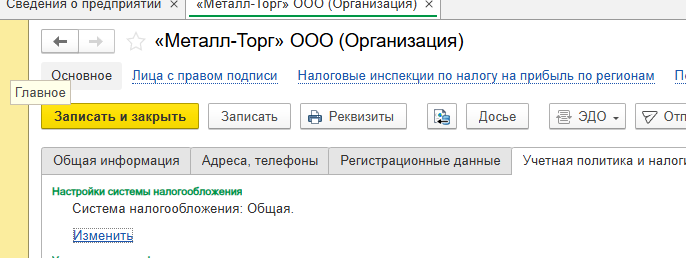 Сведения о предприятии × «Металл-Торг» ООО (Организация) ×
«Металл-Торг» ООО (Организация)
Основное Лица с правом подписи Налоговые инспекции по налогу на прибыль по регионам
Главное
Записать и закрыть Записать Реквизиты Досье ЭДО
Общая информация Адреса, телефоны Регистрационные данные Учетная политика и
Настройки системы налогообложения
Система налогообложения: Общая.
Изменить